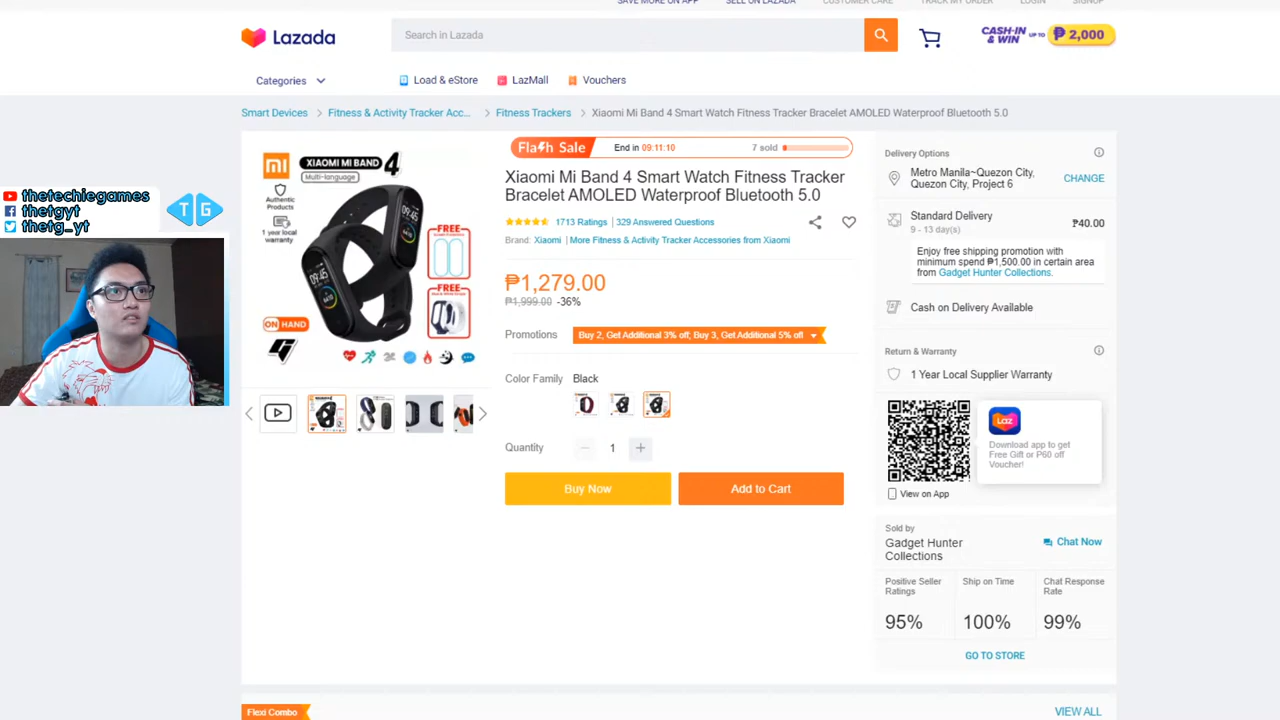 SAVE MORE ON APP
SELL ON LAZADA
CUSTOMER CARE
TRACK MY ORDER
LOGIN
SIGNUP
Lazada
Search in Lazada
CASH-IN & WIN UP TO ₱ 2,000
Categories
Load & eStore
LazMall
Vouchers
Smart Devices
Fitness & Activity Tracker Acc...
Fitness Trackers
Xiaomi Mi Band 4 Smart Watch Fitness Tracker Bracelet AMOLED Waterproof Bluetooth 5.0
thetechiegames
thetgyt
thetg_yt
T G
mi
XIAOMI MI BAND 4
Multi-language
Authentic
Products
1 year local
warranty
FREE
FREE
09:45
09:45
ON HAND
Flash Sale
End in 09:11:10
7 sold
Xiaomi Mi Band 4 Smart Watch Fitness Tracker
Bracelet AMOLED Waterproof Bluetooth 5.0
1713 Ratings | 329 Answered Questions
Brand: Xiaomi | More Fitness & Activity Tracker Accessories from Xiaomi
₱1,279.00
₱1,999.00 -36%
Promotions
Buy 2, Get Additional 3% off; Buy 3, Get Additional 5% off
Color Family Black
Quantity
1
Buy Now
Add to Cart
Delivery Options
Metro Manila~Quezon City,
Quezon City, Project 6
CHANGE
Standard Delivery
₱40.00
9 - 13 day(s)
Enjoy free shipping promotion with
minimum spend ₱1,500.00 in certain area
from Gadget Hunter Collections.
Cash on Delivery Available
Return & Warranty
1 Year Local Supplier Warranty
Laz
Download app to get
Free Gift or P60 off
Voucher!
View on App
Sold by
Gadget Hunter
Collections
Chat Now
Positive Seller
Ratings
Ship on Time
Chat Response
Rate
95%
100%
99%
GO TO STORE
Flexi Combo
VIEW ALL